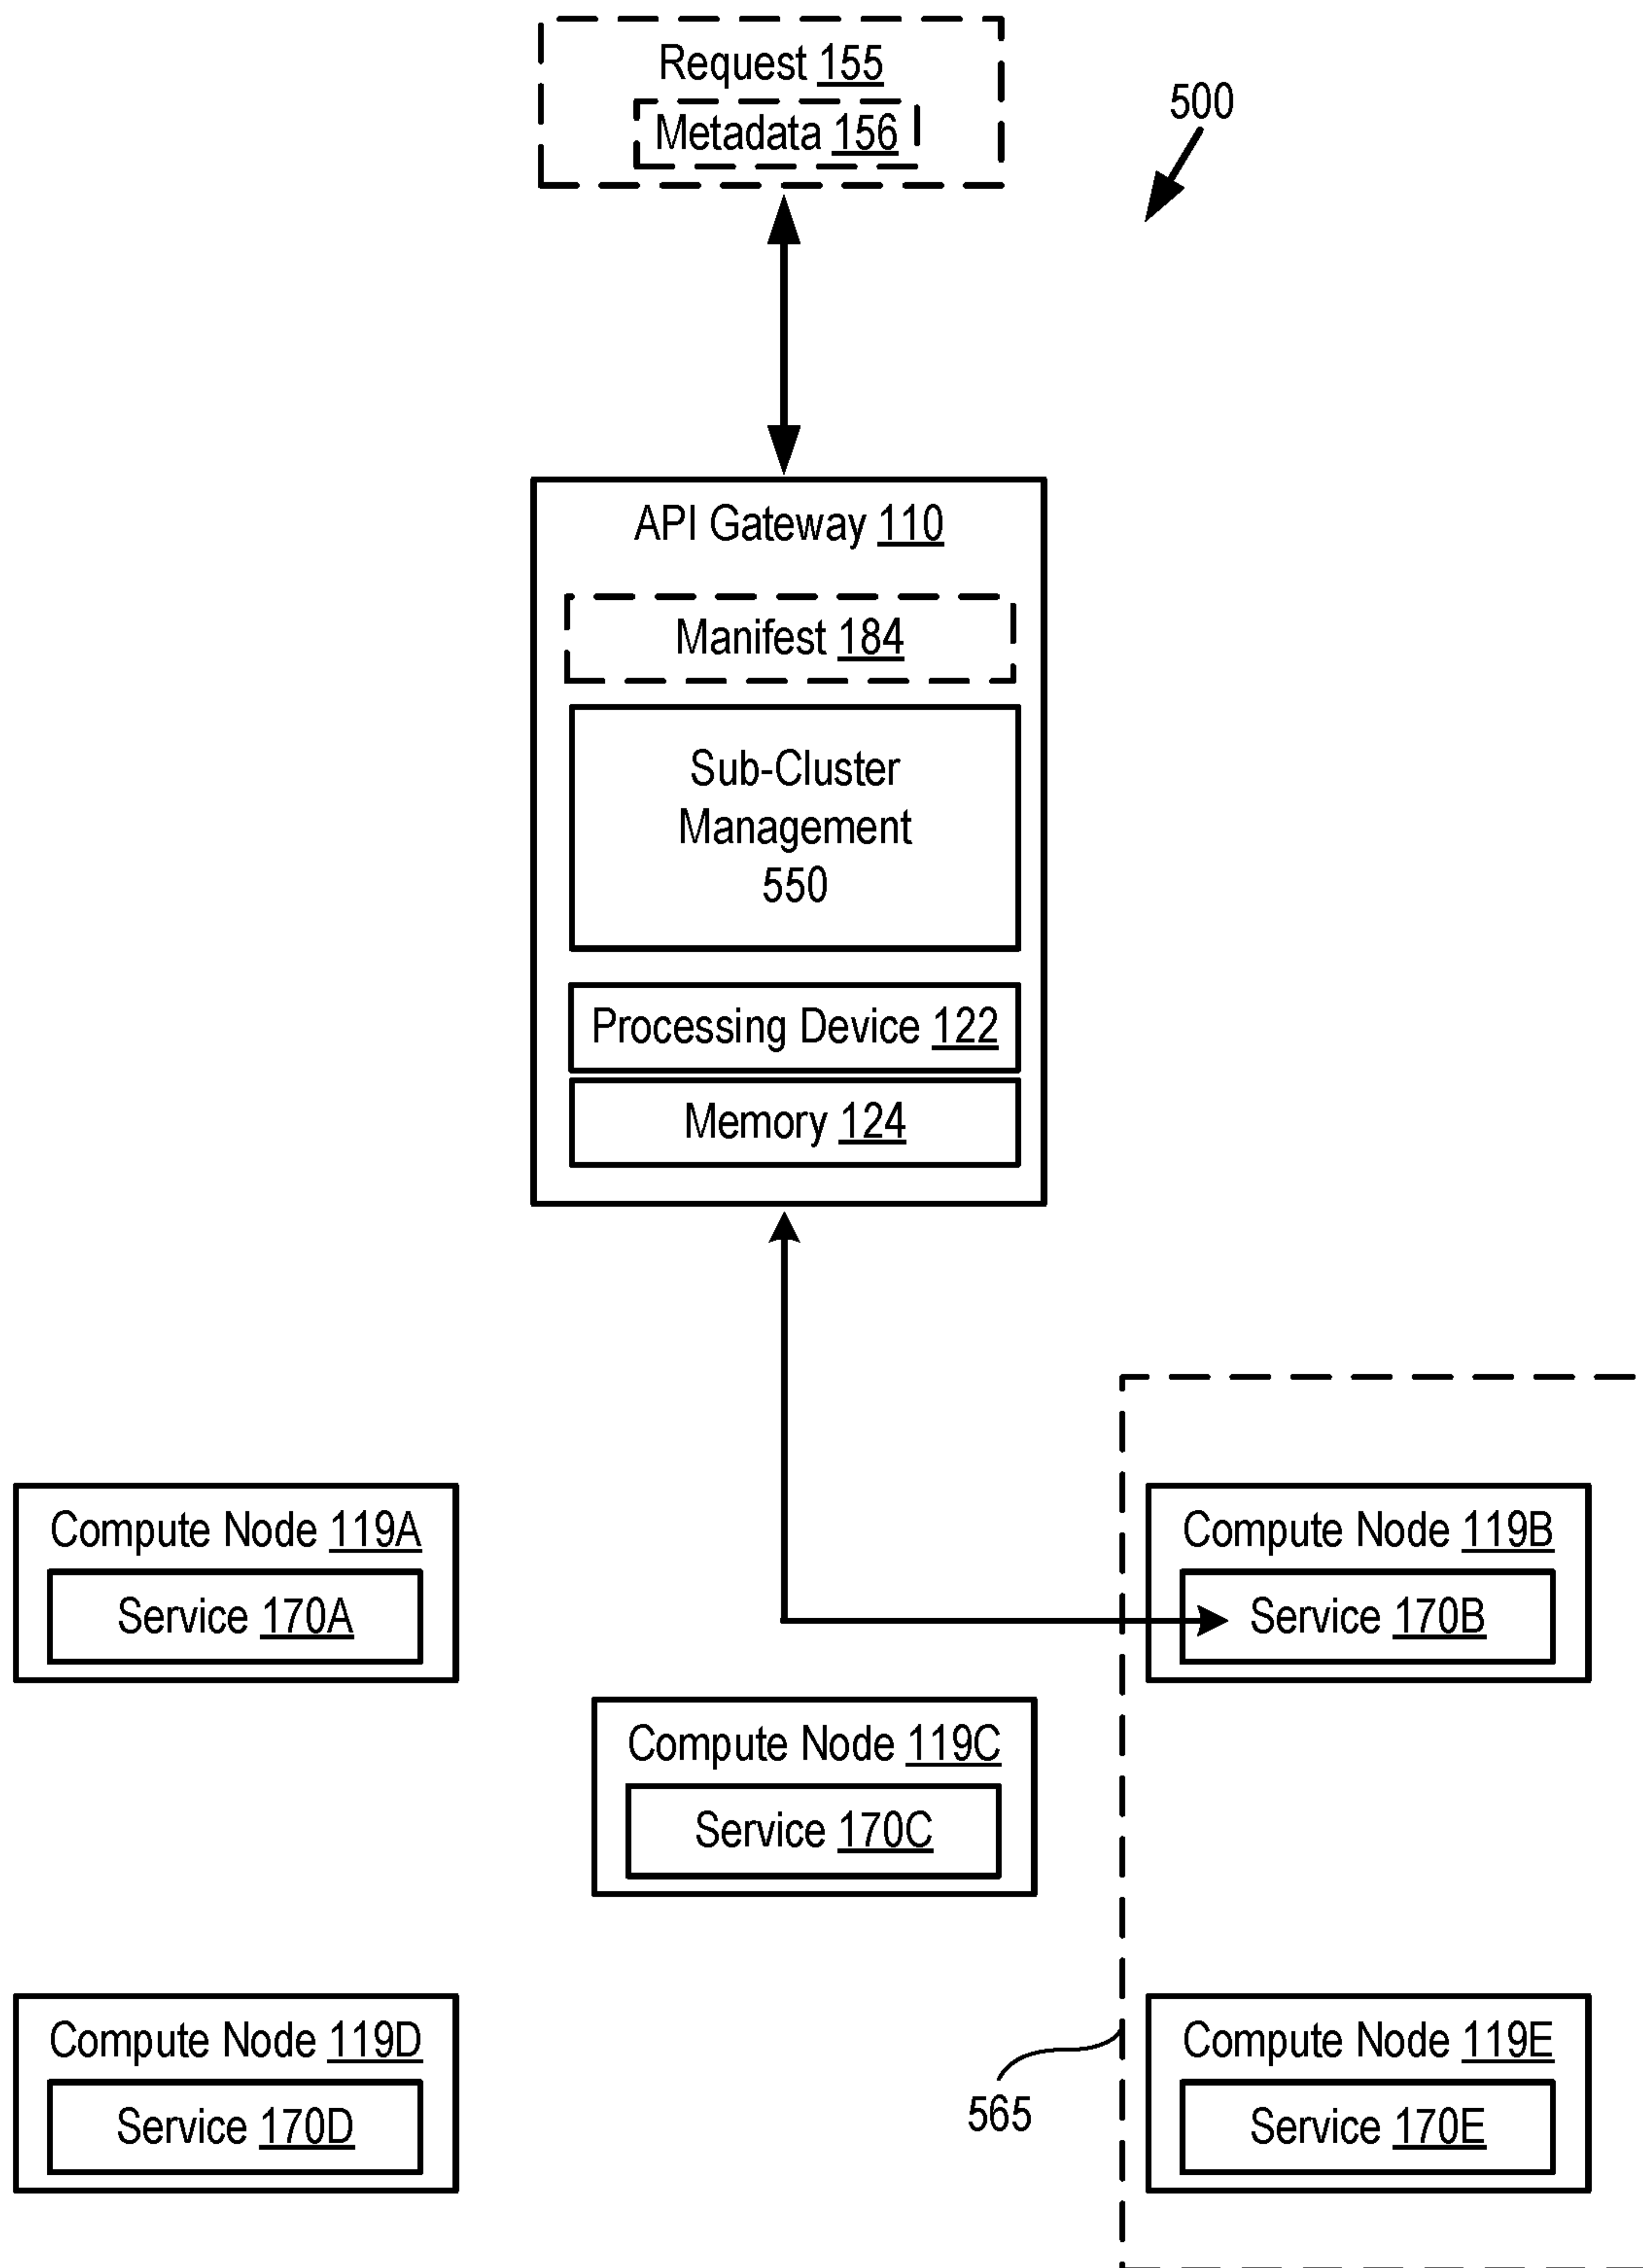 Request 155
Metadata 156
500
API Gateway 110
Manifest 184
Sub-Cluster
Management
550
Processing Device 122
Memory 124
Compute Node 119A
Service 170A
Compute Node 119B
Service 170B
Compute Node 119C
Service 170C
Compute Node 119D
Service 170D
565
Compute Node 119E
Service 170E